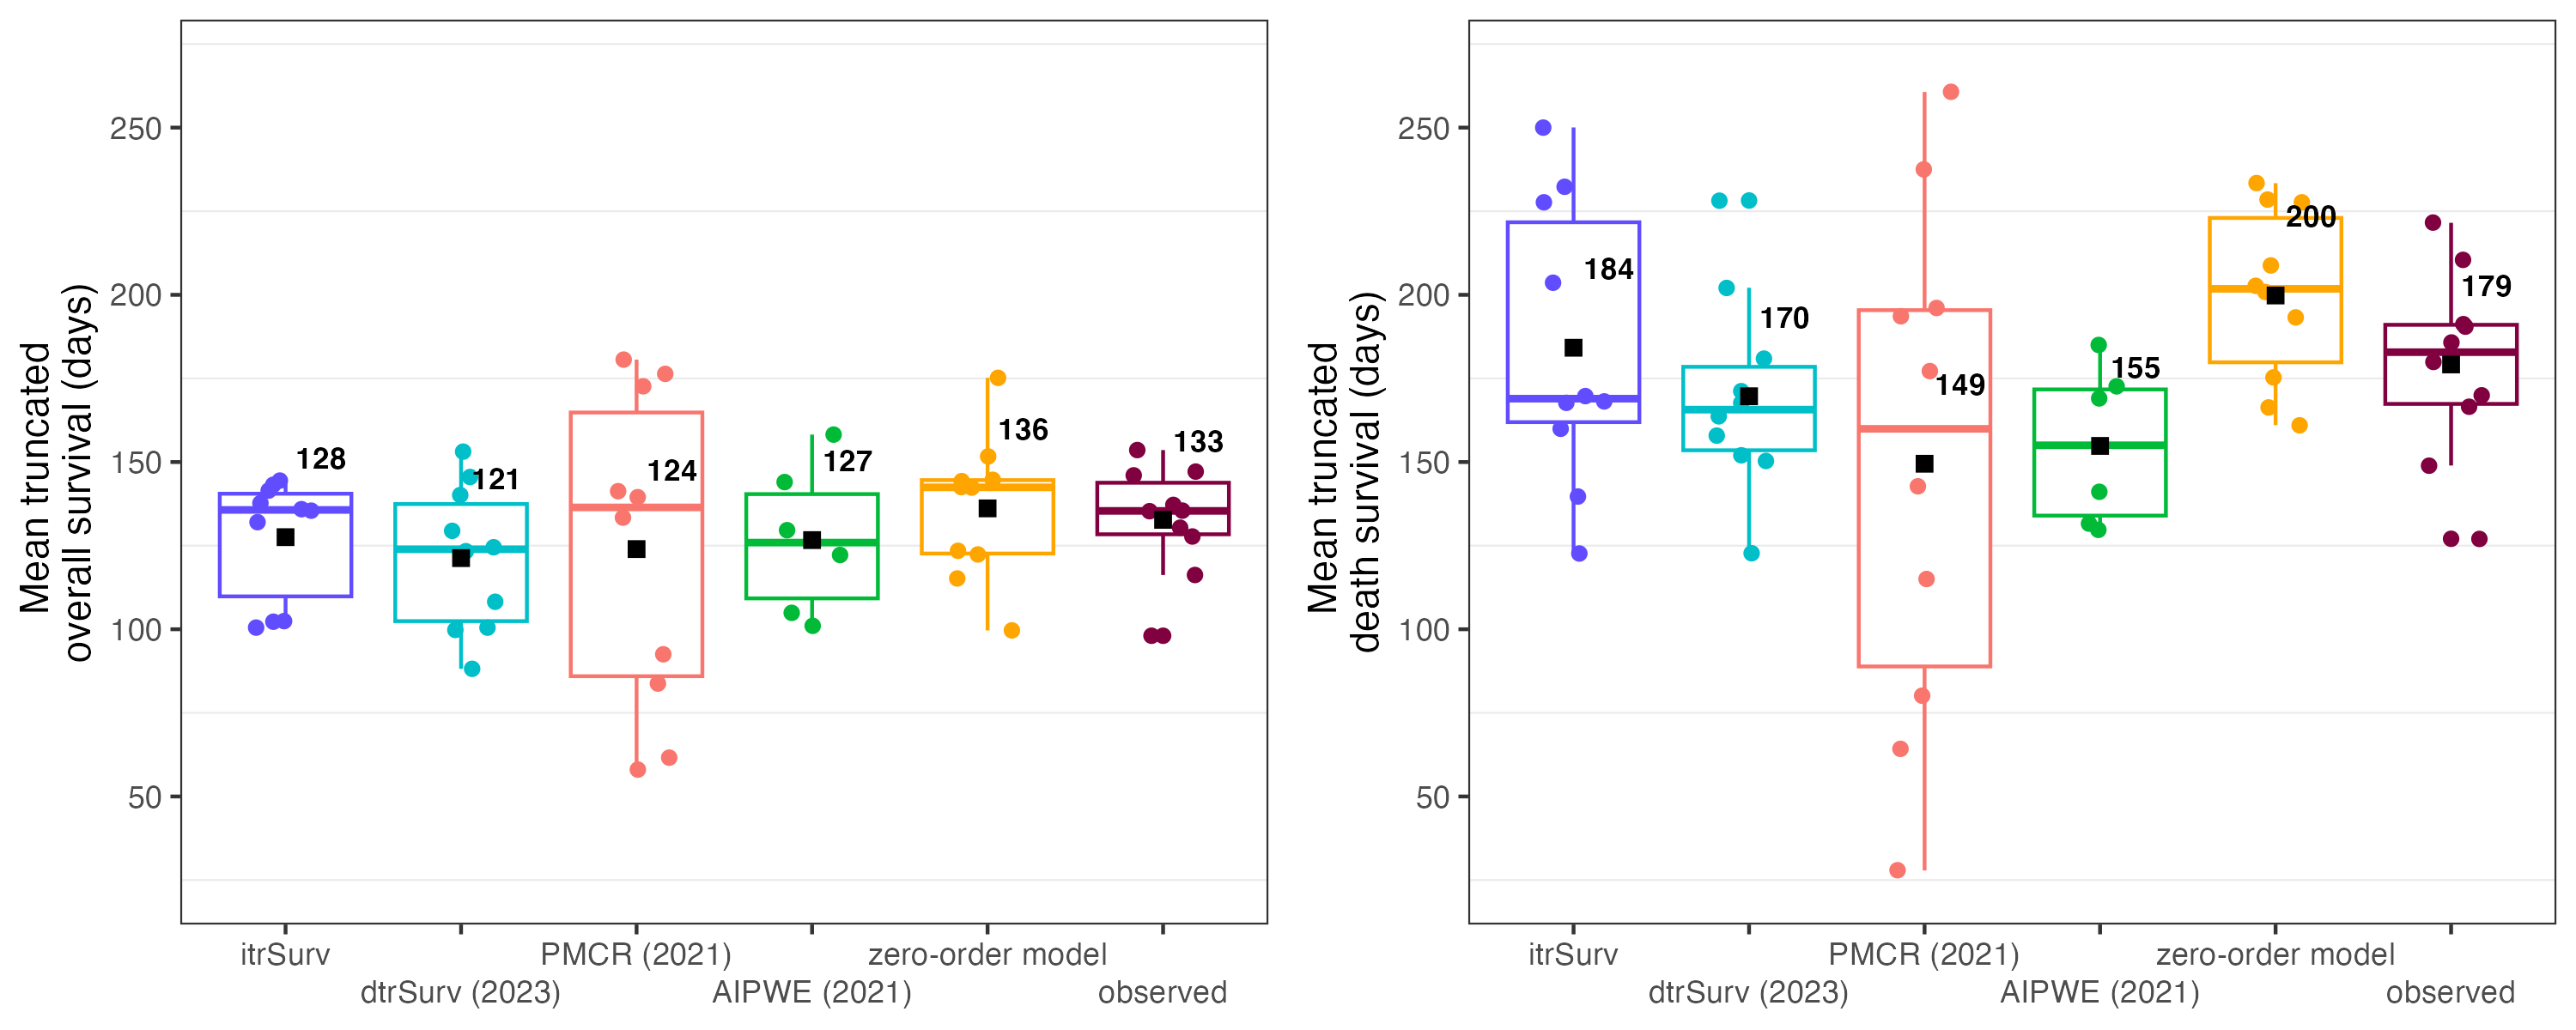 Mean truncated
overall survival (days)
250
200
150
100
50
128
121
124
127
136
133
itrSurv
PMCR (2021)
zero-order model
dtrSurv (2023)
AIPWE (2021)
observed
Mean truncated
death survival (days)
250
200
150
100
50
184
170
149
155
200
179
itrSurv
PMCR (2021)
zero-order model
dtrSurv (2023)
AIPWE (2021)
observed